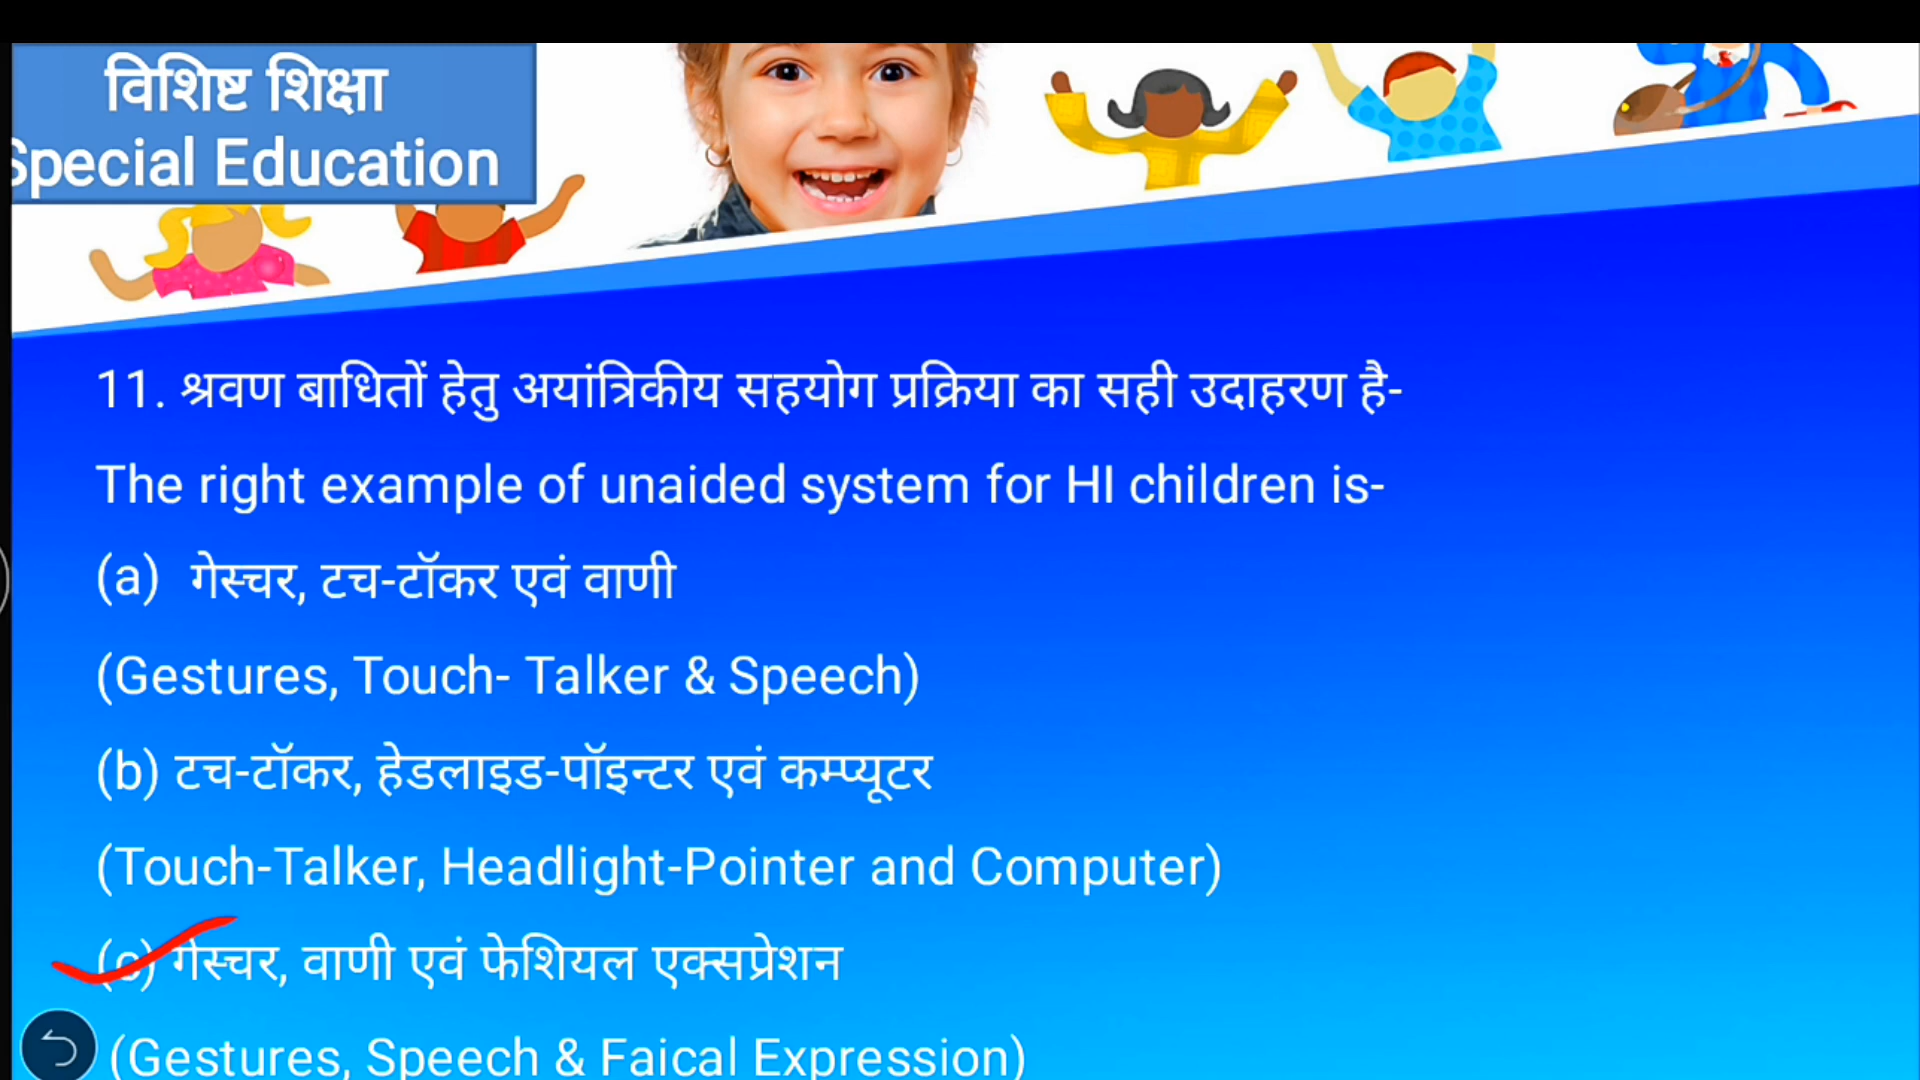 विशिष्ट शिक्षा
Special Education
11. श्रवण बाधितों हेतु अयांत्रिकीय सहयोग प्रक्रिया का सही उदाहरण है-
The right example of unaided system for HI children is-
(a) गेस्चर, टच-टॉकर एवं वाणी
(Gestures, Touch- Talker & Speech)
(b) टच-टॉकर, हेडलाइड-पॉइन्टर एवं कम्प्यूटर
(Touch-Talker, Headlight-Pointer and Computer)
(c) गेस्चर, वाणी एवं फेशियल एक्सप्रेशन
(Gestures, Speech & Faical Expression)